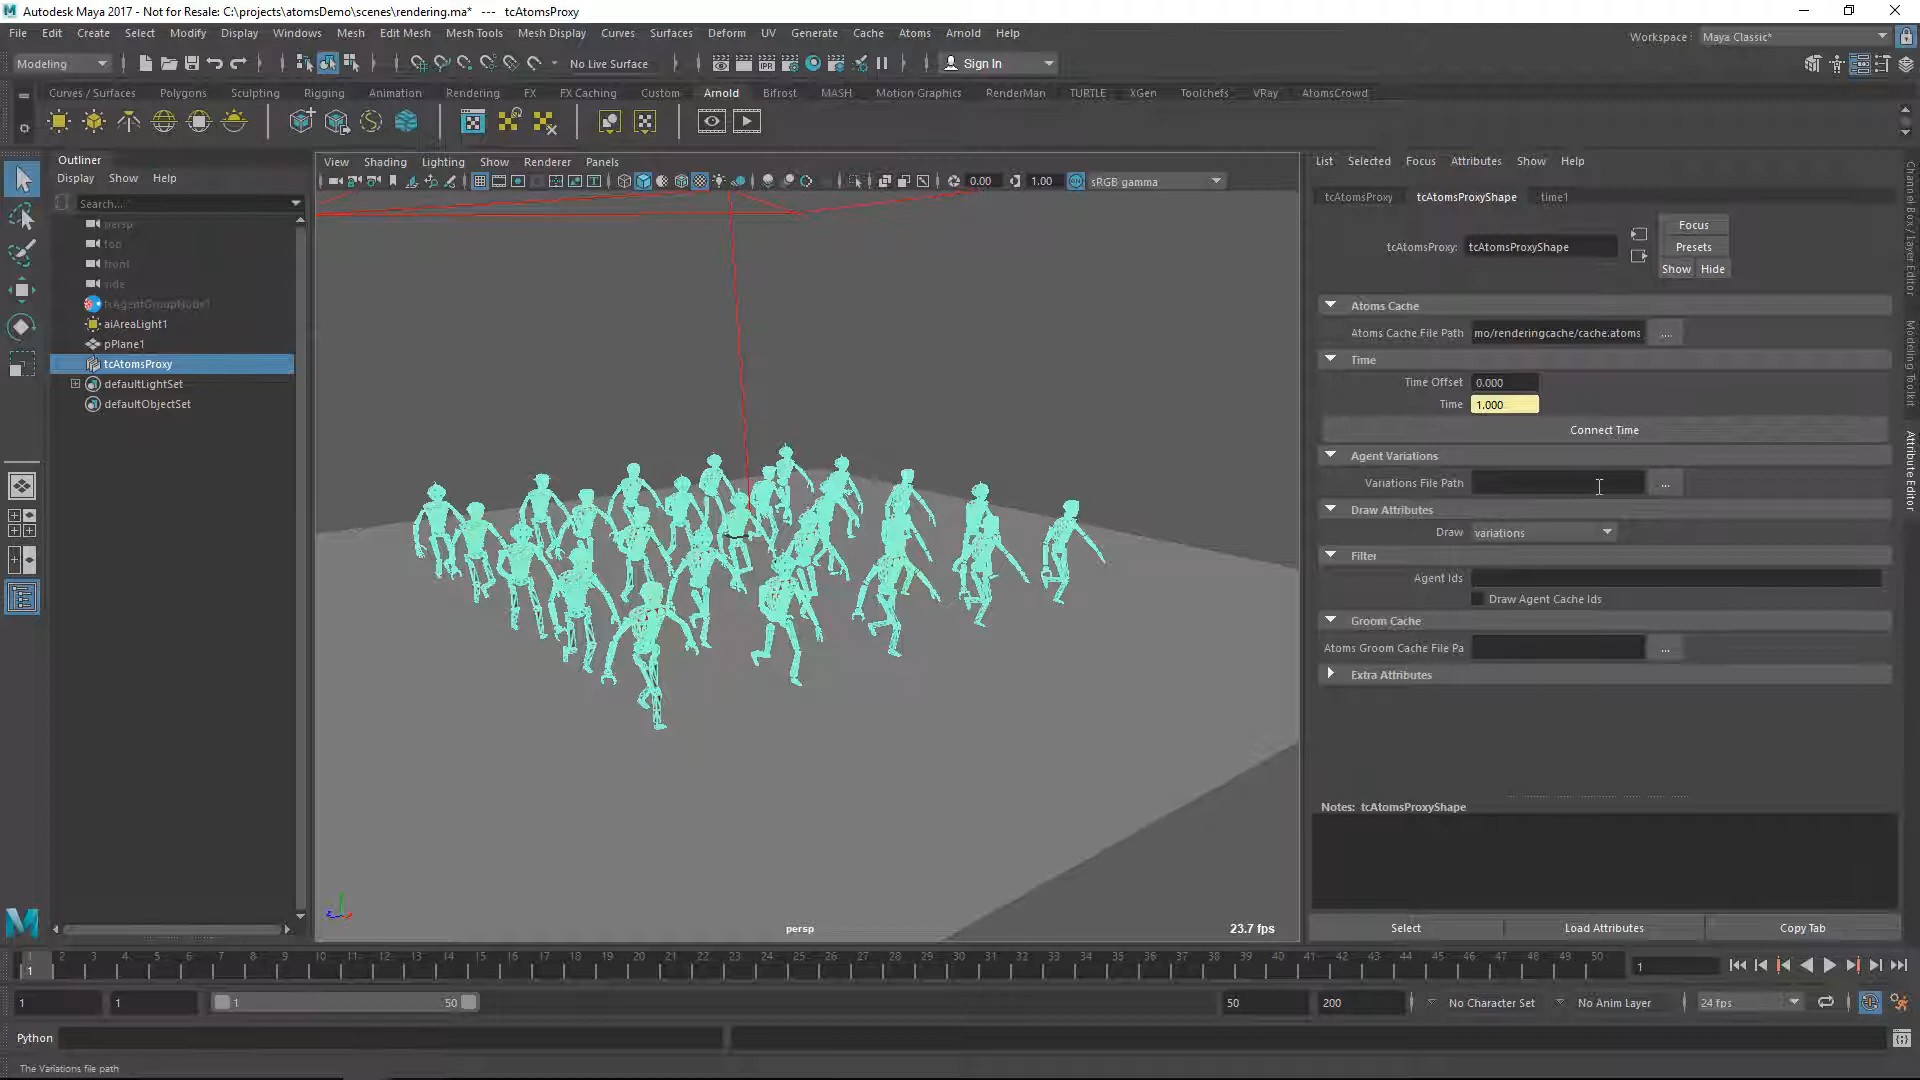 Autodesk Maya 2017 - Not for Resale: C:\projects\atomsDemo\scenes\rendering.ma* --- tcAtomsProxy
File Edit Create Select Modify Display Windows Mesh Edit Mesh Mesh Tools Mesh Display Curves Surfaces Deform UV Generate Cache Atoms Arnold Help
Workspace : Maya Classic*
Modeling No Live Surface Sign In
Curves / Surfaces Polygons Sculpting Rigging Animation Rendering FX FX Caching Custom Arnold Bifrost MASH Motion Graphics RenderMan TURTLE XGen Toolchefs VRay AtomsCrowd
Outliner
Display Show Help
Search...
persp
top
front
side
tcAgentGroupNode1
aiAreaLight1
pPlane1
tcAtomsProxy
defaultLightSet
defaultObjectSet
View Shading Lighting Show Renderer Panels
0.00 1.00 sRGB gamma
persp
23.7 fps
List Selected Focus Attributes Show Help
tcAtomsProxy tcAtomsProxyShape time1
tcAtomsProxy: tcAtomsProxyShape
Focus
Presets
Show Hide
Atoms Cache
Atoms Cache File Path mo/renderingcache/cache.atoms ....
Time
Time Offset 0.000
Time 1.000
Connect Time
Agent Variations
Variations File Path ...
Draw Attributes
Draw variations
Filter
Agent Ids
Draw Agent Cache Ids
Groom Cache
Atoms Groom Cache File Pa ...
Extra Attributes
Notes: tcAtomsProxyShape
Select Load Attributes Copy Tab
Channel Box / Layer Editor
Modeling Toolkit
Attribute Editor
1 2 3 4 5 6 7 8 9 10 11 12 13 14 15 16 17 18 19 20 21 22 23 24 25 26 27 28 29 30 31 32 33 34 35 36 37 38 39 40 41 42 43 44 45 46 47 48 49 50
1 1
1 1 1 50 50 200 No Character Set No Anim Layer 24 fps
Python
The Variations file path